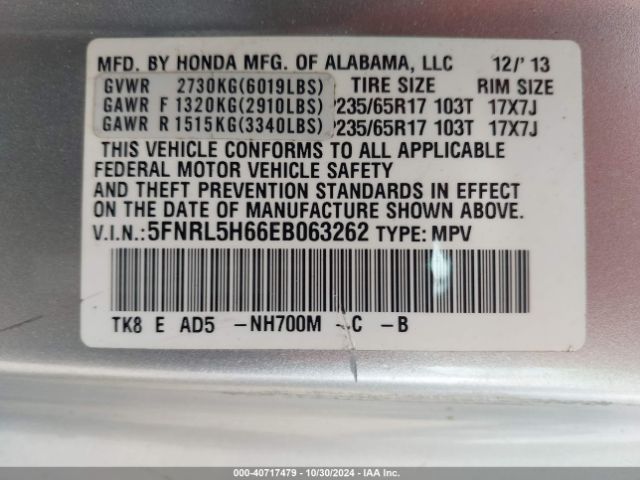 MFD. BY HONDA MFG. OF ALABAMA, LLC 12/' 13
GVWR 2730KG(6019LBS) TIRE SIZE RIM SIZE
GAWR F 1320KG(2910LBS) P235/65R17 103T 17X7J
GAWR R 1515KG(3340LBS) P235/65R17 103T 17X7J
THIS VEHICLE CONFORMS TO ALL APPLICABLE
FEDERAL MOTOR VEHICLE SAFETY
AND THEFT PREVENTION STANDARDS IN EFFECT
ON THE DATE OF MANUFACTURE SHOWN ABOVE.
V.I.N.: 5FNRL5H66EB063262 TYPE: MPV
TK8 E AD5 -NH700M -C -B
000-40717479 - 10/30/2024 - IAAI.COM